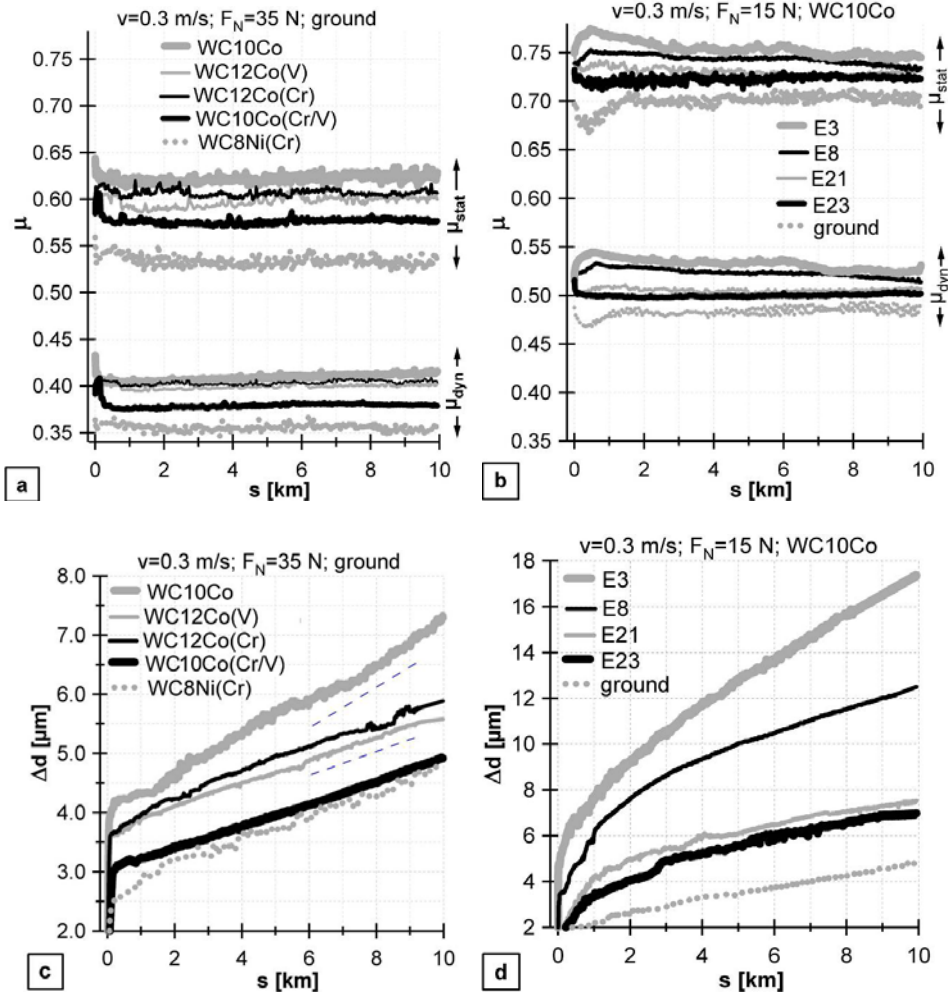 v=0.3 m/s; F_N=35 N; ground
WC10Co
WC12Co(V)
WC12Co(Cr)
WC10Co(Cr/V)
WC8Ni(Cr)
0.75
0.70
0.65
0.60
0.55
0.50
0.45
0.40
0.35
μ
μstat
μdyn
0 2 4 6 8 10
s [km]
a
v=0.3 m/s; F_N=15 N; WC10Co
E3
E8
E21
E23
ground
0.75
0.70
0.65
0.60
0.55
0.50
0.45
0.40
0.35
μ
μstat
μdyn
0 2 4 6 8 10
s [km]
b
v=0.3 m/s; F_N=35 N; ground
WC10Co
WC12Co(V)
WC12Co(Cr)
WC10Co(Cr/V)
WC8Ni(Cr)
8.0
7.0
6.0
5.0
4.0
3.0
2.0
Δd [μm]
0 2 4 6 8 10
s [km]
c
v=0.3 m/s; F_N=15 N; WC10Co
E3
E8
E21
E23
ground
18
16
14
12
10
8
6
4
2
Δd [μm]
0 2 4 6 8 10
s [km]
d